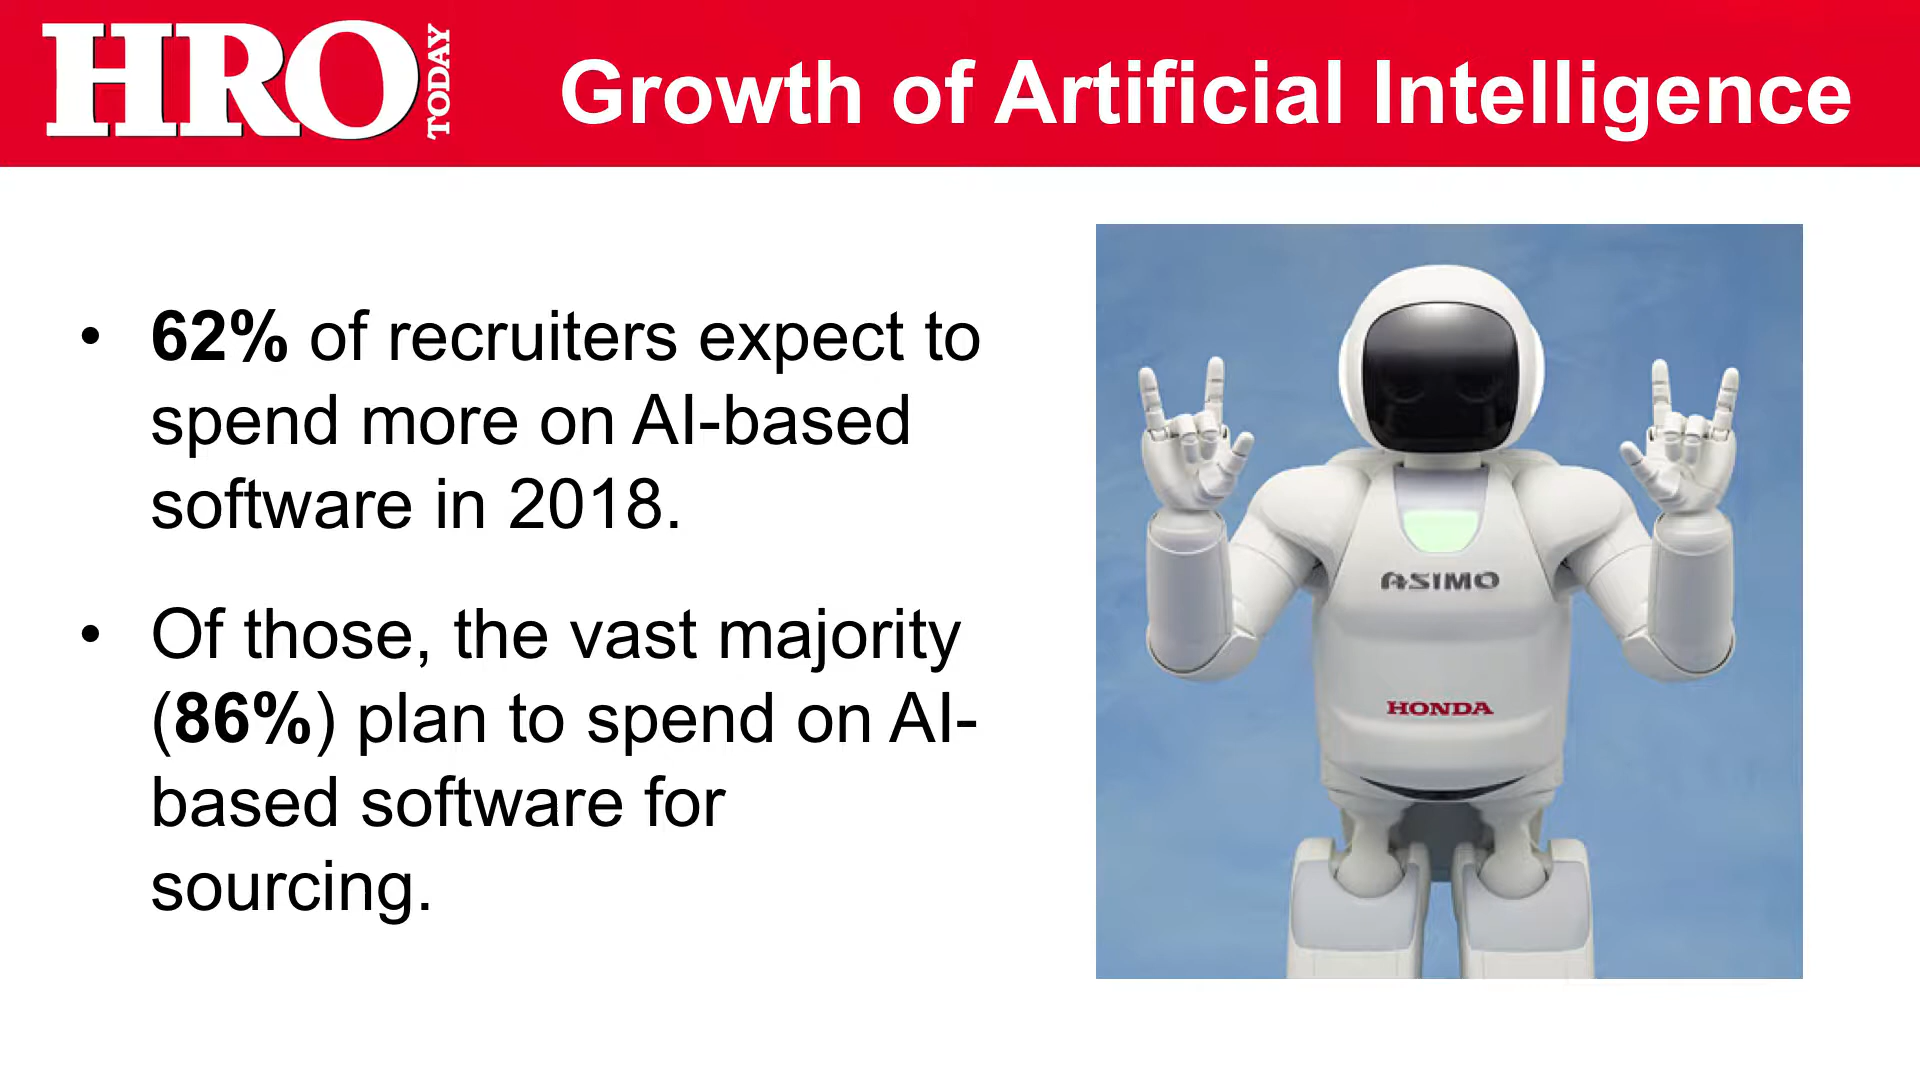 HRO TODAY
Growth of Artificial Intelligence
• 62% of recruiters expect to
spend more on AI-based
software in 2018.
• Of those, the vast majority
(86%) plan to spend on AI-
based software for
sourcing.
ASIMO
HONDA